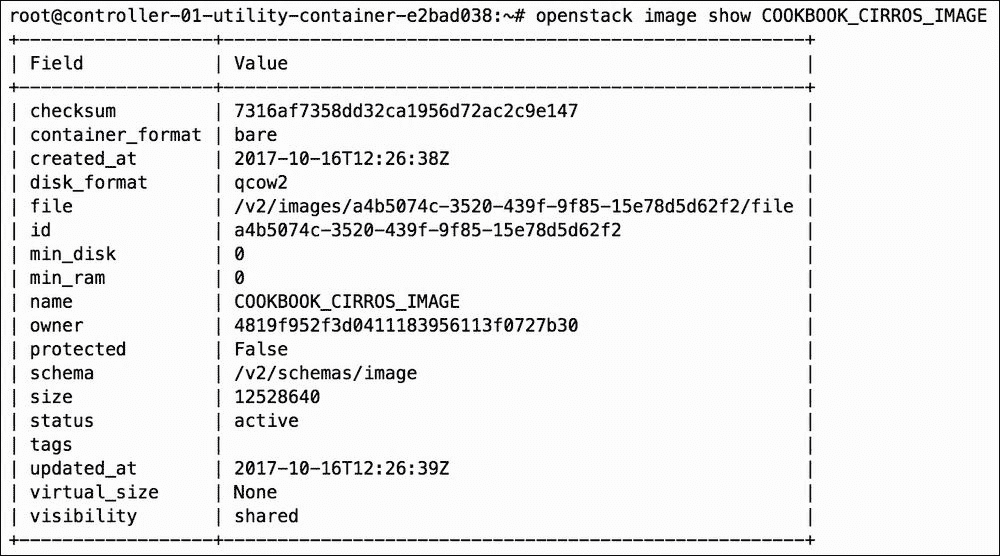 root@controller-01-utility-container-e2bad038:~# openstack image show COOKBOOK_CIRROS_IMAGE
+------------------+------------------------------------------------------+
| Field            | Value                                                |
+------------------+------------------------------------------------------+
| checksum         | 7316af7358dd32ca1956d72ac2c9e147                     |
| container_format | bare                                                 |
| created_at       | 2017-10-16T12:26:38Z                                 |
| disk_format      | qcow2                                                |
| file             | /v2/images/a4b5074c-3520-439f-9f85-15e78d5d62f2/file |
| id               | a4b5074c-3520-439f-9f85-15e78d5d62f2                 |
| min_disk         | 0                                                    |
| min_ram          | 0                                                    |
| name             | COOKBOOK_CIRROS_IMAGE                                |
| owner            | 4819f952f3d0411183956113f0727b30                     |
| protected        | False                                                |
| schema           | /v2/schemas/image                                    |
| size             | 12528640                                             |
| status           | active                                               |
| tags             |                                                      |
| updated_at       | 2017-10-16T12:26:39Z                                 |
| virtual_size     | None                                                 |
| visibility       | shared                                               |
+------------------+------------------------------------------------------+